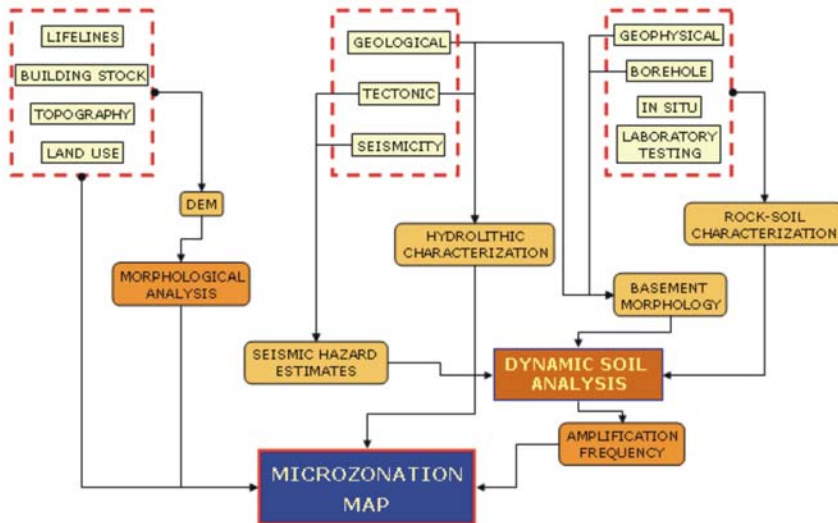 LIFELINES
BUILDING STOCK
TOPOGRAPHY
LAND USE
GEOLOGICAL
TECTONIC
SEISMICITY
GEOPHYSICAL
BOREHOLE
IN SITU
LABORATORY
TESTING
DEM
MORPHOLOGICAL
ANALYSIS
HYDROLITHIC
CHARACTERIZATION
ROCK-SOIL
CHARACTERIZATION
BASEMENT
MORPHOLOGY
SEISMIC HAZARD
ESTIMATES
DYNAMIC SOIL
ANALYSIS
AMPLIFICATION
FREQUENCY
MICROZONATION
MAP